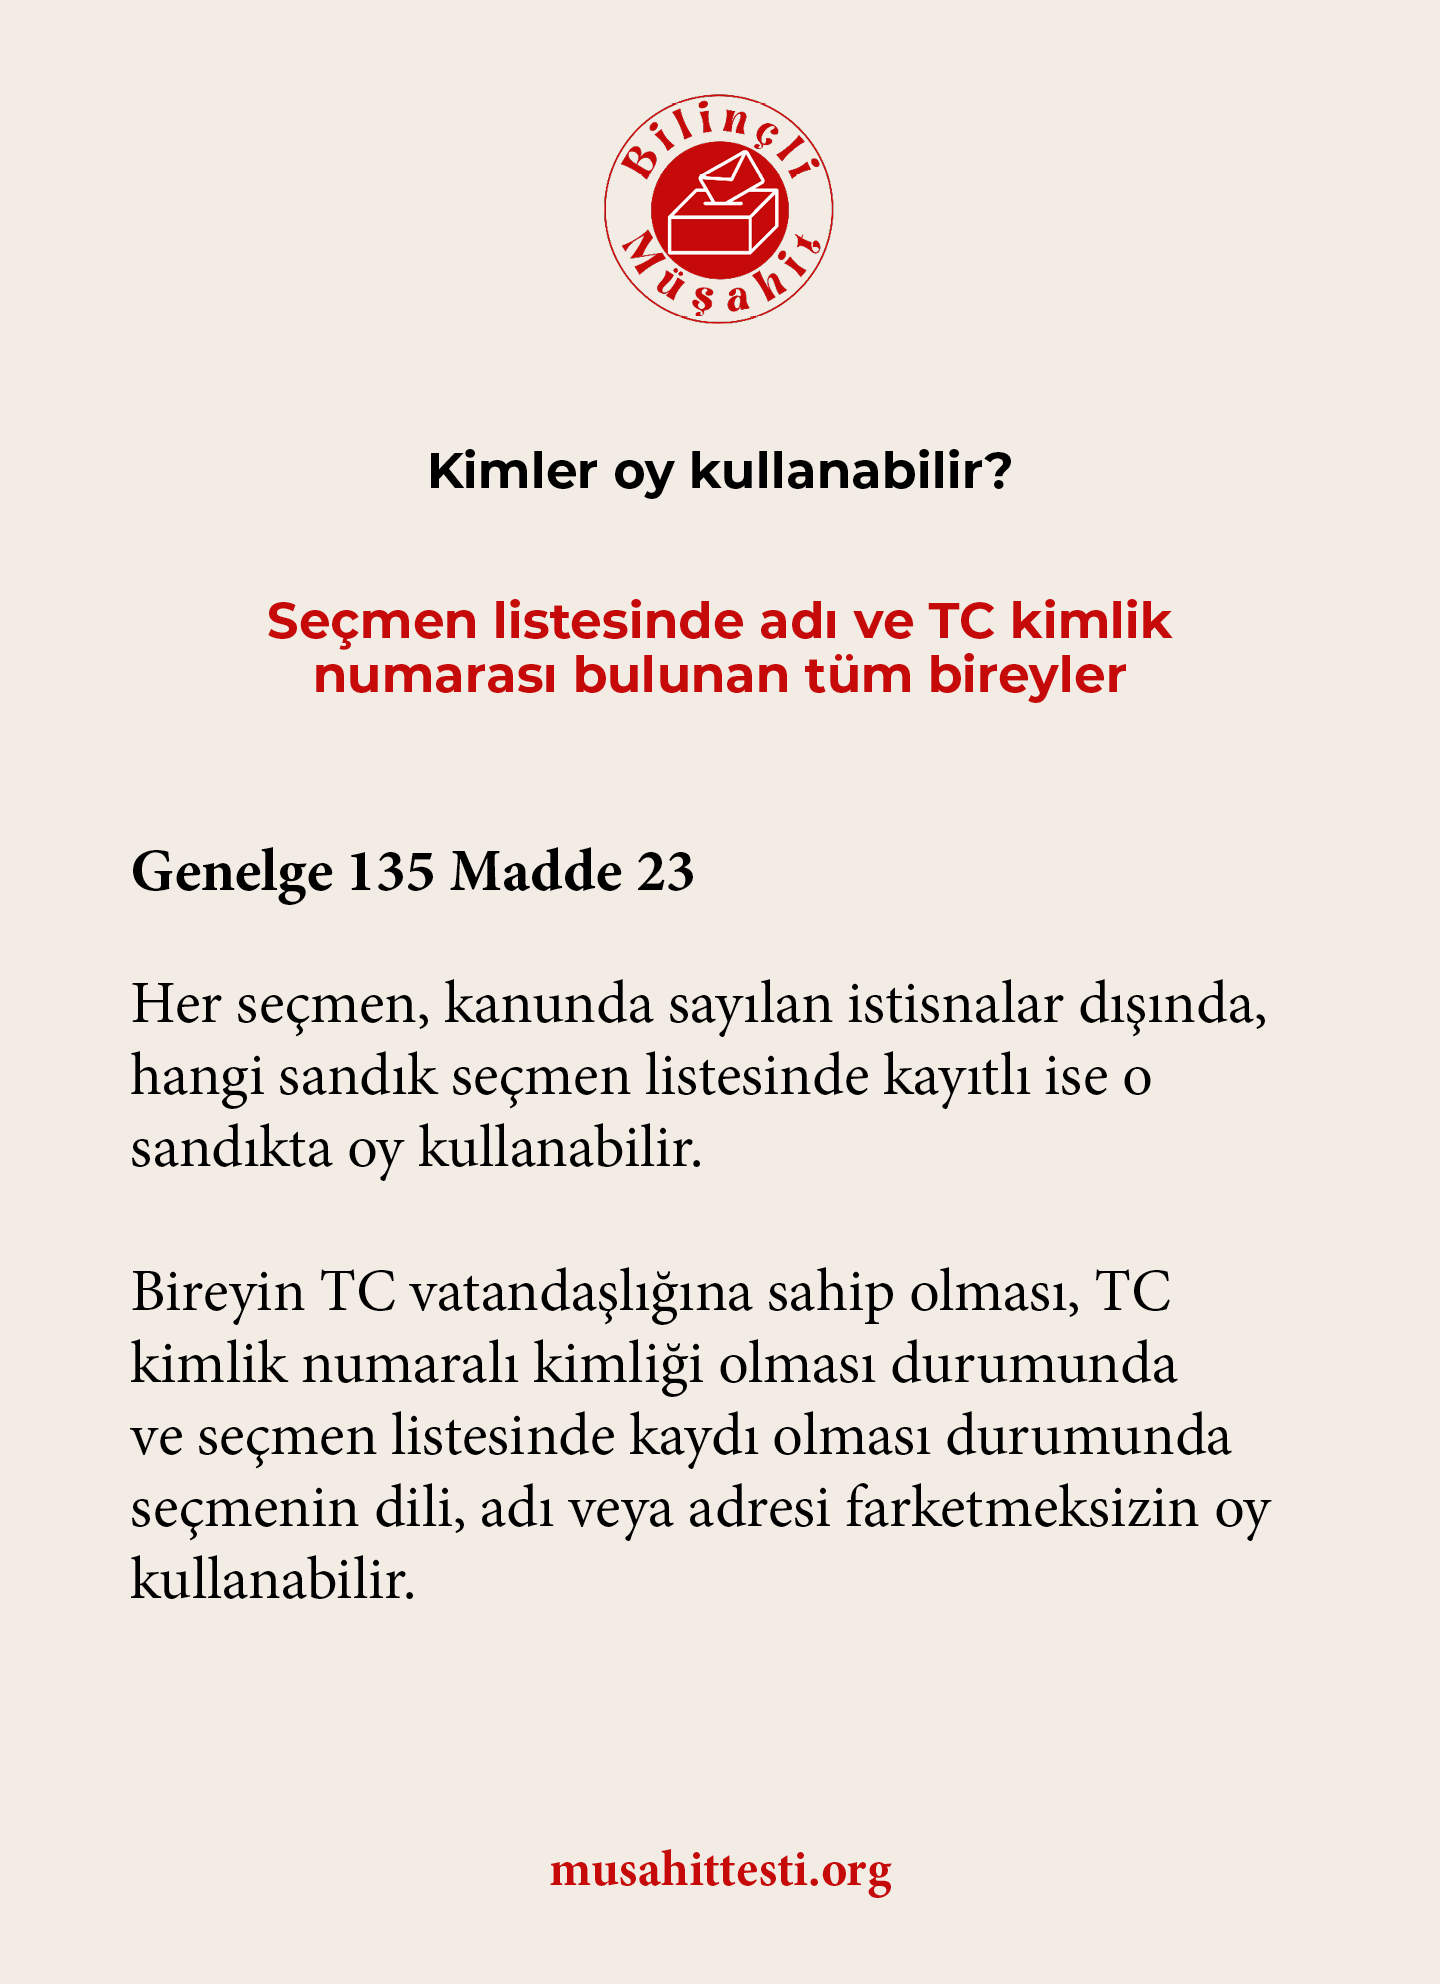 Bilinçli
Müşahit
Kimler oy kullanabilir?
Seçmen listesinde adı ve TC kimlik
numarası bulunan tüm bireyler
Genelge 135 Madde 23
Her seçmen, kanunda sayılan istisnalar dışında,
hangi sandık seçmen listesinde kayıtlı ise o
sandıkta oy kullanabilir.
Bireyin TC vatandaşlığına sahip olması, TC
kimlik numaralı kimliği olması durumunda
ve seçmen listesinde kaydı olması durumunda
seçmenin dili, adı veya adresi farketmeksizin oy
kullanabilir.
musahittesti.org